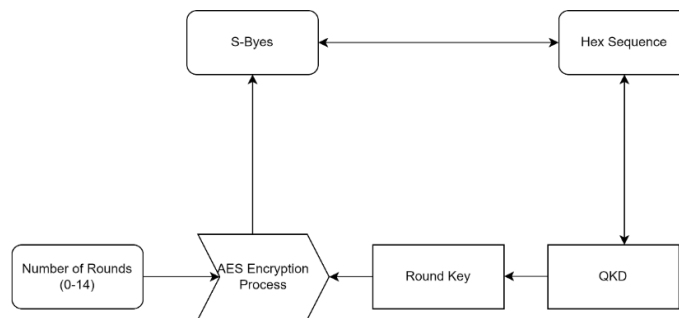 S-Byes
Hex Sequence
Number of Rounds
(0-14)
AES Encryption
Process
Round Key
QKD